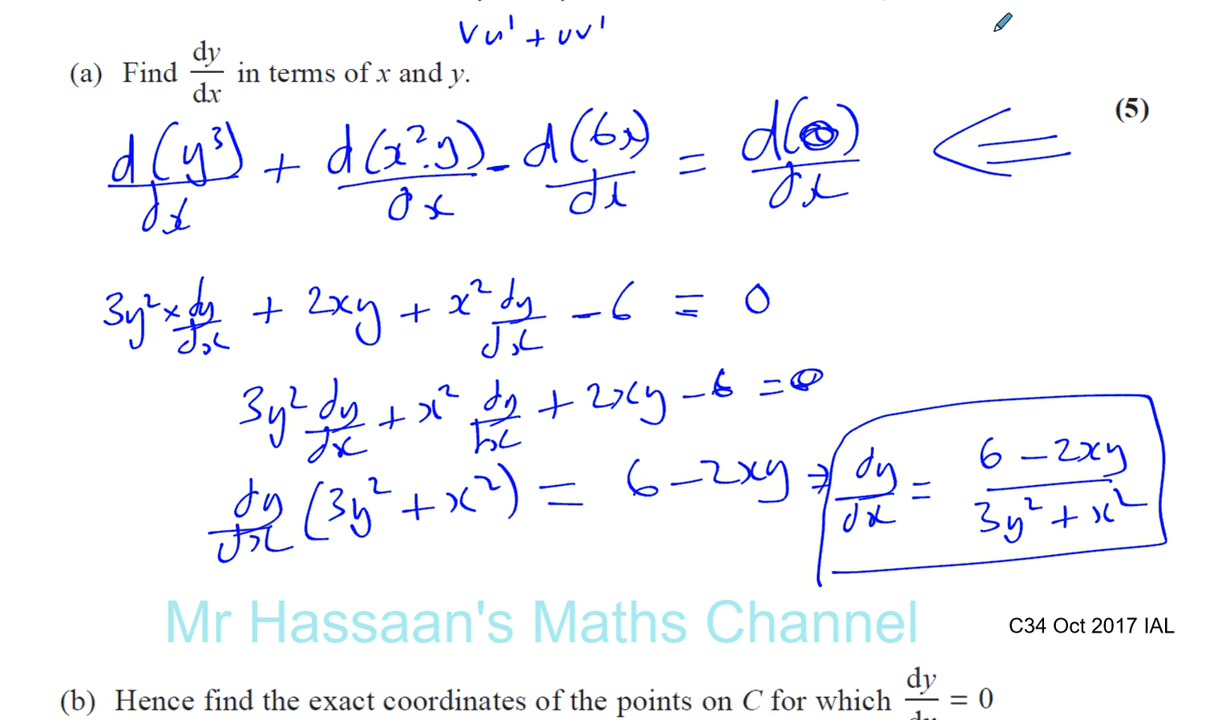 vu' + uv'
(a) Find dy/dx in terms of x and y.
(5)
d(y³)/dx + d(x².y)/dx - d(6x)/dx = d(0)/dx ⇐
3y² × dy/dx + 2xy + x² dy/dx - 6 = 0
3y² dy/dx + x² dy/dx + 2xy - 6 = 0
dy/dx (3y² + x²) = 6 - 2xy ⇒ dy/dx = (6 - 2xy)/(3y² + x²)
Mr Hassaan's Maths Channel
C34 Oct 2017 IAL
(b) Hence find the exact coordinates of the points on C for which dy/dx = 0